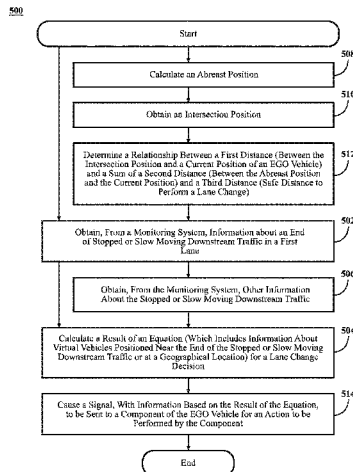 500
Start
508
Calculate an Abreast Position
510
Obtain an Intersection Position
512
Determine a Relationship Between a First Distance (Between the
Intersection Position and a Current Position of an EGO Vehicle)
and a Sum of a Second Distance (Between the Abreast Position
and the Current Position) and a Third Distance (Safe Distance to
Perform a Lane Change)
502
Obtain, From a Monitoring System, Information about an End
of Stopped or Slow Moving Downstream Traffic in a First
Lane
506
Obtain, From the Monitoring System, Other Information
About the Stopped or Slow Moving Downstream Traffic
504
Calculate a Result of an Equation (Which Includes Information About
Virtual Vehicles Positioned Near the End of the Stopped or Slow Moving
Downstream Traffic or at a Geographical Location) for a Lane Change
Decision
514
Cause a Signal, With Information Based on the Result of the Equation,
to be Sent to a Component of the EGO Vehicle for an Action to be
Performed by the Component
End